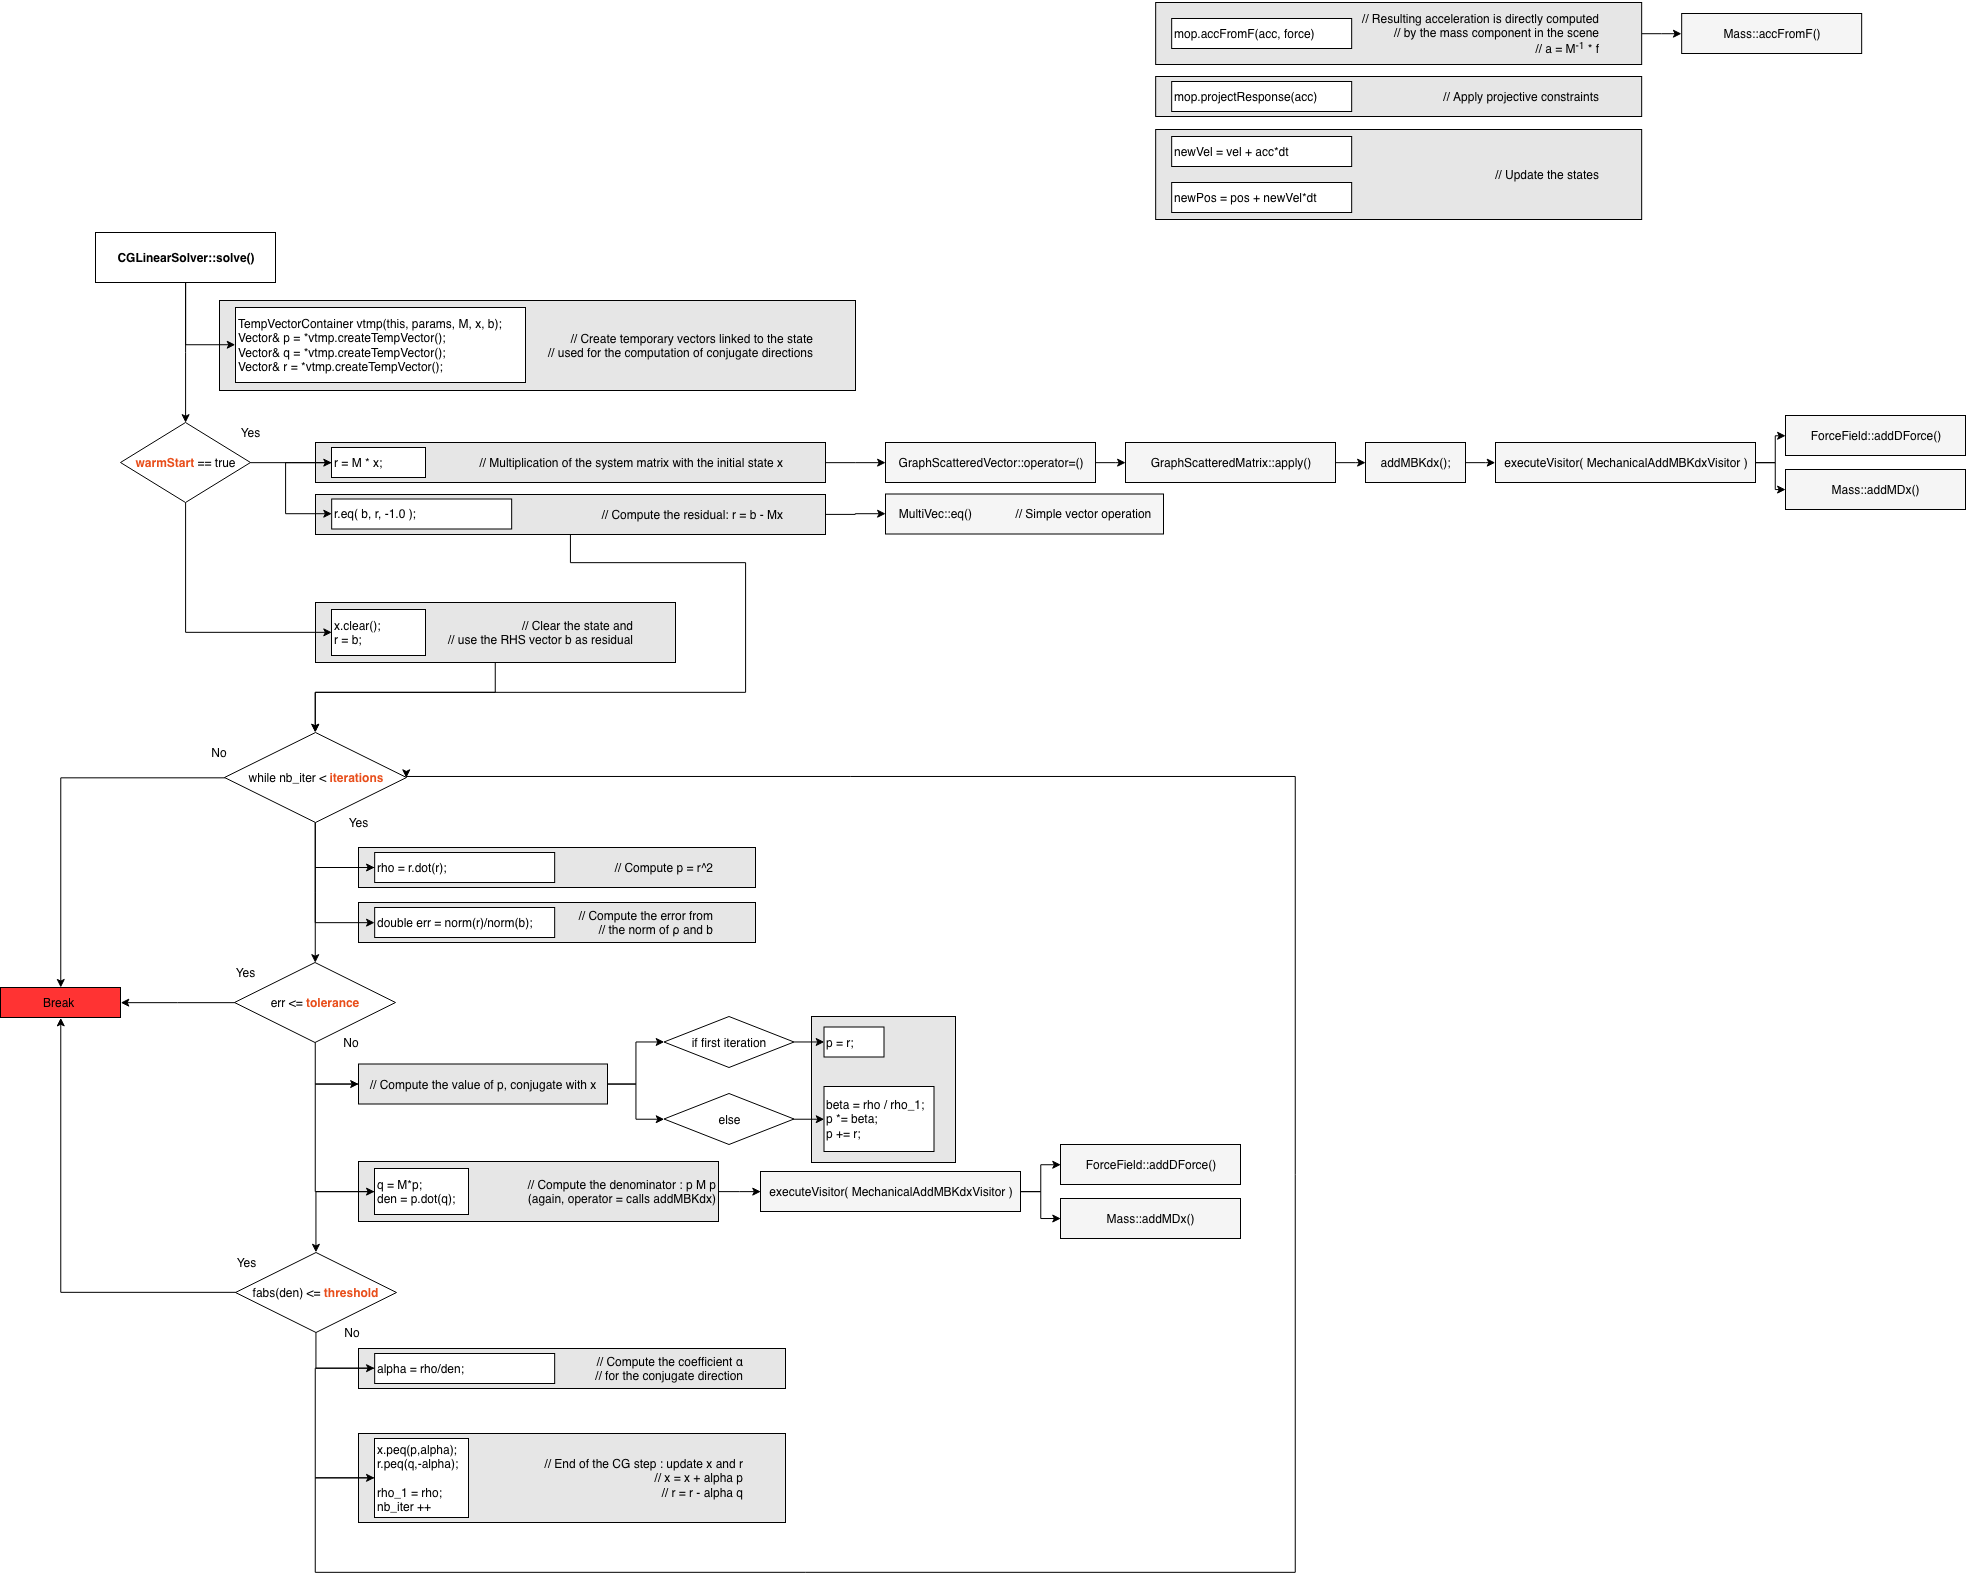 mop.accFromF(acc, force)
// Resulting acceleration is directly computed
// by the mass component in the scene
// a = M⁻¹ * f
Mass::accFromF()
mop.projectResponse(acc)
// Apply projective constraints
newVel = vel + acc*dt
// Update the states
newPos = pos + newVel*dt
CGLinearSolver::solve()
TempVectorContainer vtmp(this, params, M, x, b);
Vector& p = *vtmp.createTempVector();
Vector& q = *vtmp.createTempVector();
Vector& r = *vtmp.createTempVector();
// Create temporary vectors linked to the state
// used for the computation of conjugate directions
Yes
warmStart == true
r = M * x;
// Multiplication of the system matrix with the initial state x
GraphScatteredVector::operator=()
GraphScatteredMatrix::apply()
addMBKdx();
executeVisitor( MechanicalAddMBKdxVisitor )
ForceField::addDForce()
Mass::addMDx()
r.eq( b, r, -1.0 );
// Compute the residual: r = b - Mx
MultiVec::eq()
// Simple vector operation
x.clear();
r = b;
// Clear the state and
// use the RHS vector b as residual
No
while nb_iter < iterations
Yes
rho = r.dot(r);
// Compute p = r^2
double err = norm(r)/norm(b);
// Compute the error from
// the norm of ρ and b
Yes
Break
err <= tolerance
No
// Compute the value of p, conjugate with x
if first iteration
p = r;
else
beta = rho / rho_1;
p *= beta;
p += r;
q = M*p;
den = p.dot(q);
// Compute the denominator : p M p
(again, operator = calls addMBKdx)
executeVisitor( MechanicalAddMBKdxVisitor )
ForceField::addDForce()
Mass::addMDx()
Yes
fabs(den) <= threshold
No
alpha = rho/den;
// Compute the coefficient α
// for the conjugate direction
x.peq(p,alpha);
r.peq(q,-alpha);
rho_1 = rho;
nb_iter ++
// End of the CG step : update x and r
// x = x + alpha p
// r = r - alpha q